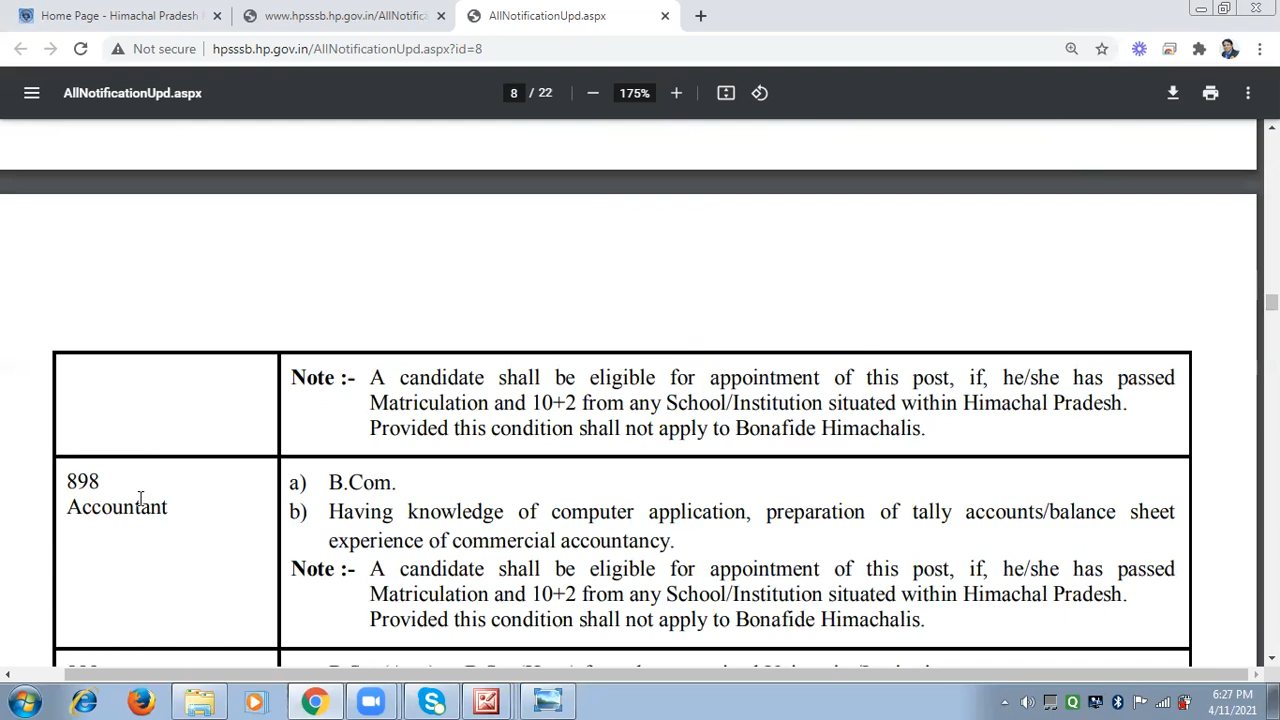 Home Page - Himachal Pradesh
www.hpsssb.hp.gov.in/AllNotific
AllNotificationUpd.aspx
Not secure
hpsssb.hp.gov.in/AllNotificationUpd.aspx?id=8
AllNotificationUpd.aspx
8 / 22
175%
Note :- A candidate shall be eligible for appointment of this post, if, he/she has passed
Matriculation and 10+2 from any School/Institution situated within Himachal Pradesh.
Provided this condition shall not apply to Bonafide Himachalis.
898
Accountant
a) B.Com.
b) Having knowledge of computer application, preparation of tally accounts/balance sheet
experience of commercial accountancy.
Note :- A candidate shall be eligible for appointment of this post, if, he/she has passed
Matriculation and 10+2 from any School/Institution situated within Himachal Pradesh.
Provided this condition shall not apply to Bonafide Himachalis.
6:27 PM
4/11/2021